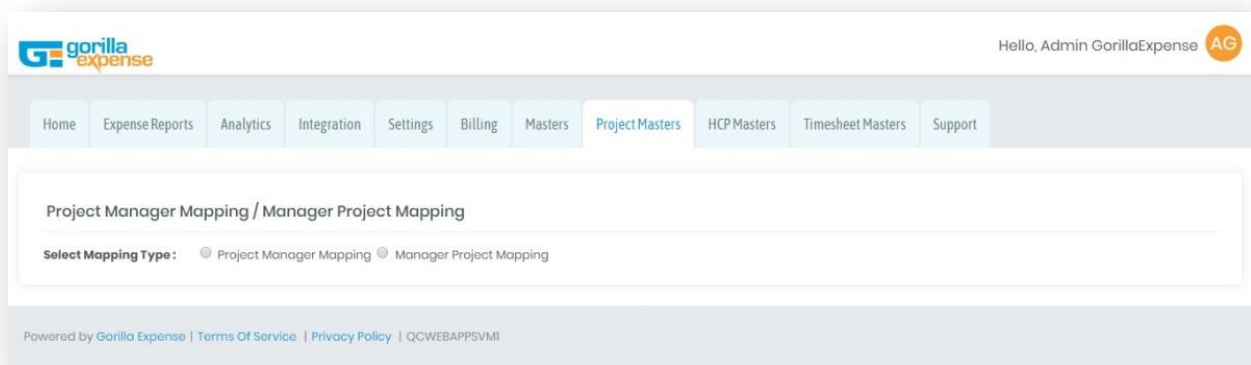 gorilla
expense
Hello, Admin GorillaExpense AG
Home Expense Reports Analytics Integration Settings Billing Masters Project Masters HCP Masters Timesheet Masters Support
Project Manager Mapping / Manager Project Mapping
Select Mapping Type : Project Manager Mapping Manager Project Mapping
Powered by Gorilla Expense | Terms Of Service | Privacy Policy | QCWEBAPPSVM1